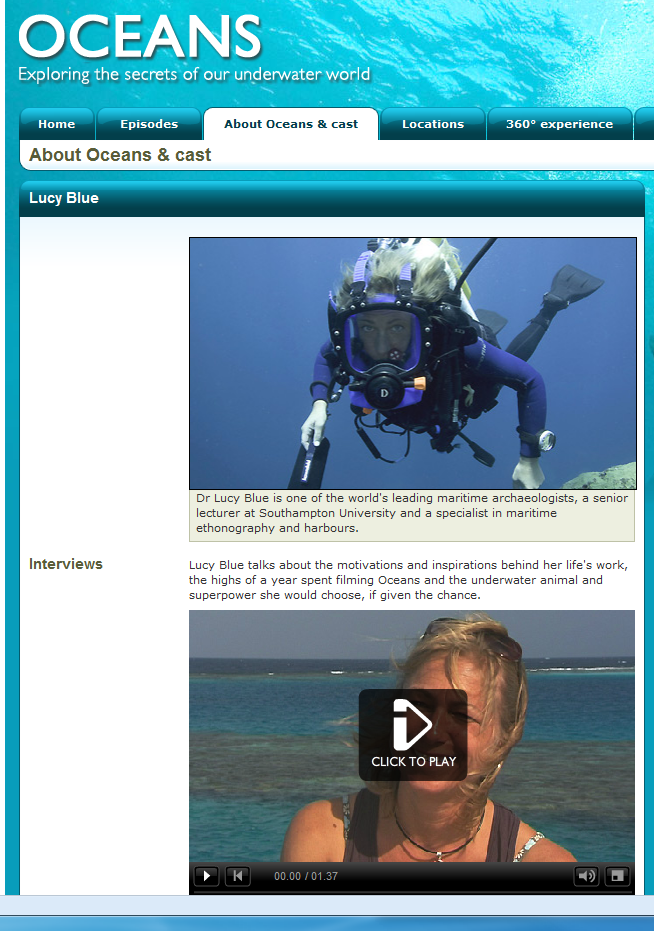 OCEANS
Exploring the secrets of our underwater world
Home
Episodes
About Oceans & cast
Locations
360° experience
About Oceans & cast
Lucy Blue
D
Dr Lucy Blue is one of the world's leading maritime archaeologists, a senior
lecturer at Southampton University and a specialist in maritime
ethonography and harbours.
Interviews
Lucy Blue talks about the motivations and inspirations behind her life's work,
the highs of a year spent filming Oceans and the underwater animal and
superpower she would choose, if given the chance.
CLICK TO PLAY
00.00 / 01.37